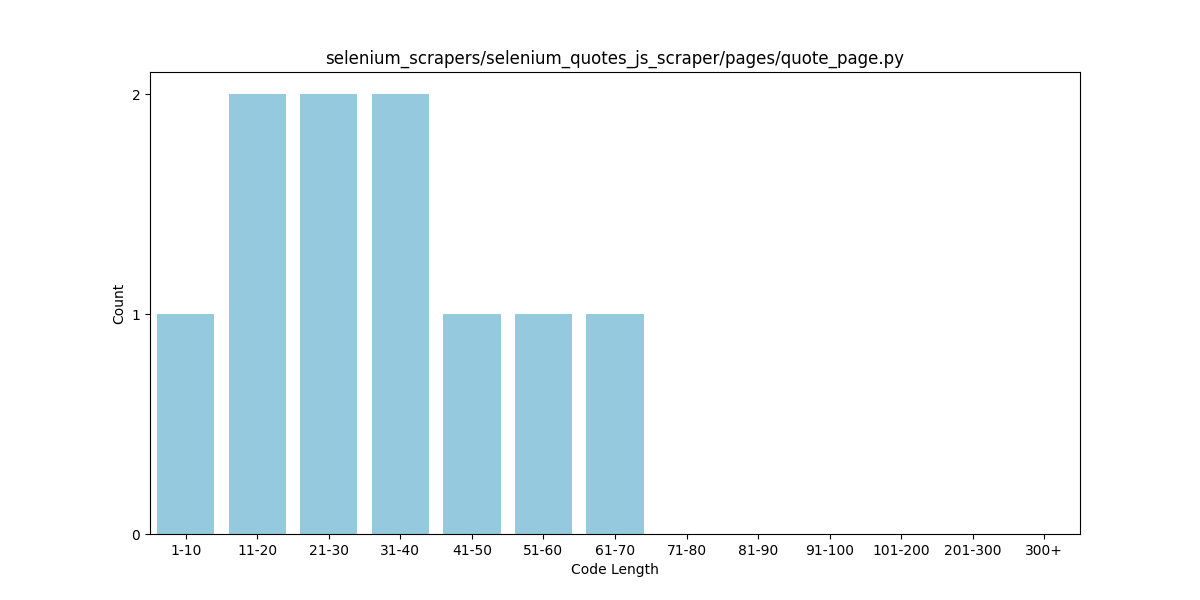 selenium_scrapers/selenium_quotes_js_scraper/pages/quote_page.py
2
1
0
Count
1-10 11-20 21-30 31-40 41-50 51-60 61-70 71-80 81-90 91-100 101-200 201-300 300+
Code Length